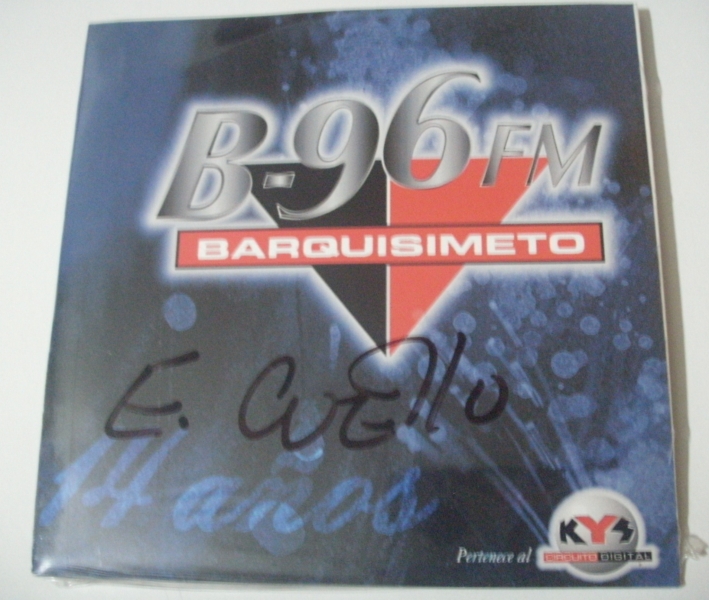 B-96 FM
BARQUISIMETO
E. CUEllo
14 años
Pertenece al
KYS
CIRCUITO DIGITAL